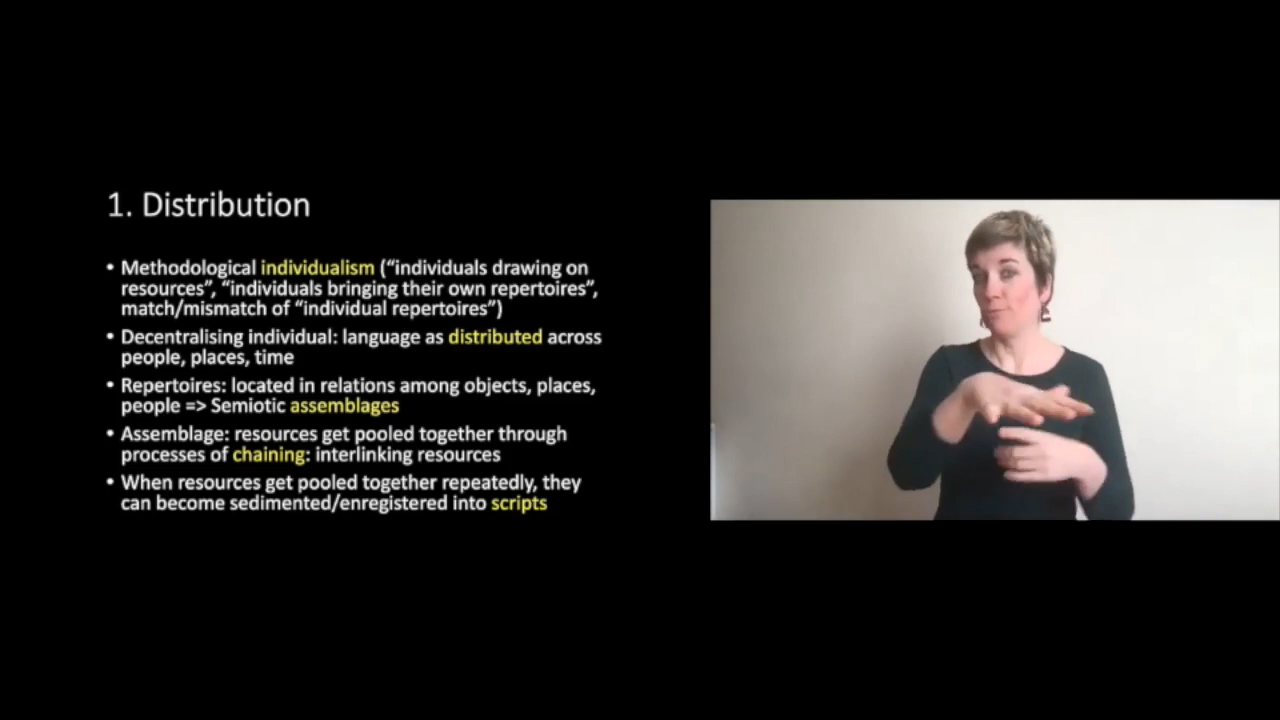 1. Distribution
• Methodological individualism (“individuals drawing on
resources”, “individuals bringing their own repertoires”,
match/mismatch of “individual repertoires”)
• Decentralising individual: language as distributed across
people, places, time
• Repertoires: located in relations among objects, places,
people => Semiotic assemblages
• Assemblage: resources get pooled together through
processes of chaining: interlinking resources
• When resources get pooled together repeatedly, they
can become sedimented/enregistered into scripts